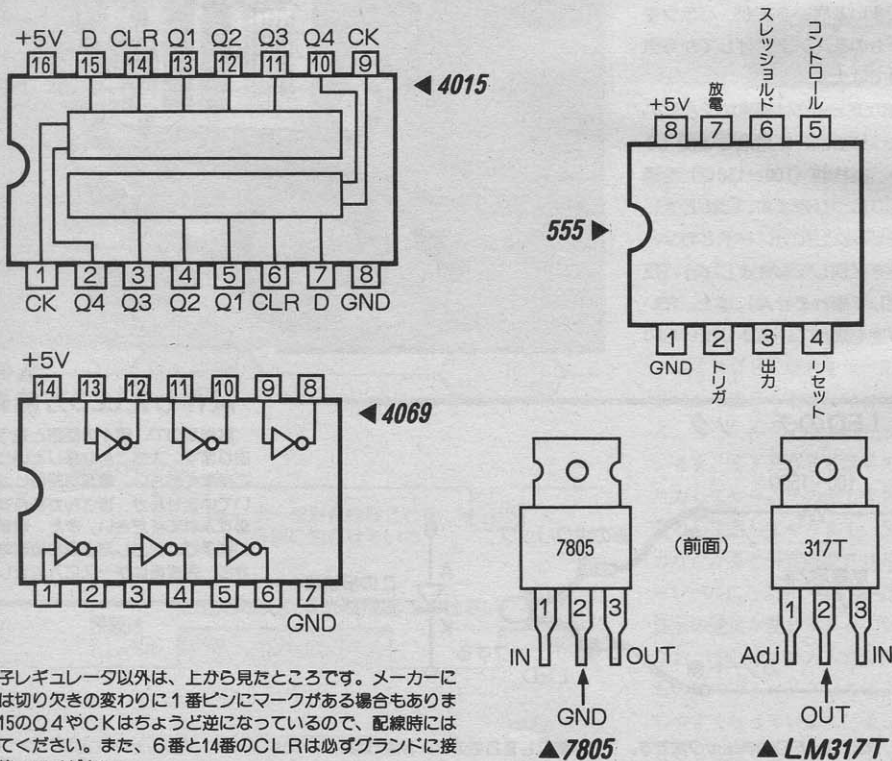 +5V D CLR Q1 Q2 Q3 Q4 CK
16 15 14 13 12 11 10 9
◀4015
1 2 3 4 5 6 7 8
CK Q4 Q3 Q2 Q1 CLR D GND
+5V
14 13 12 11 10 9 8
◀4069
1 2 3 4 5 6 7
GND
放電
スレッショルド
コントロール
+5V
8 7 6 5
555▶
1 2 3 4
GND
トリガ
出力
リセット
7805
(前面)
317T
1 2 3
IN
OUT
GND
▲7805
1 2 3
Adj
IN
OUT
▲LM317T
子レギュレータ以外は、上から見たところです。メーカーに
は切り欠きの変わりに1番ピンにマークがある場合もありま
15のQ4やCKはちょうど逆になっているので、配線時には
てください。また、6番と14番のCLRは必ずグランドに接